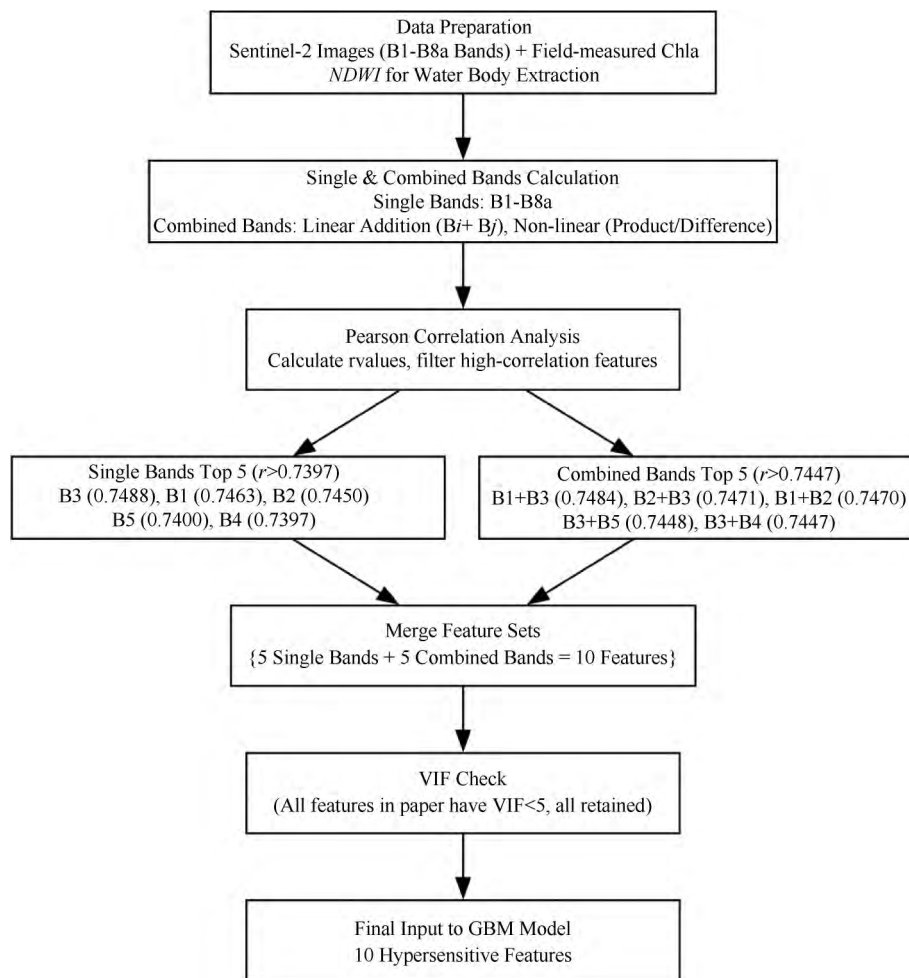 Data Preparation
Sentinel-2 Images (B1-B8a Bands) + Field-measured Chla
NDWI for Water Body Extraction
Single & Combined Bands Calculation
Single Bands: B1-B8a
Combined Bands: Linear Addition (Bi+ Bj), Non-linear (Product/Difference)
Pearson Correlation Analysis
Calculate rvalues, filter high-correlation features
Single Bands Top 5 (r>0.7397)
B3 (0.7488), B1 (0.7463), B2 (0.7450)
B5 (0.7400), B4 (0.7397)
Combined Bands Top 5 (r>0.7447)
B1+B3 (0.7484), B2+B3 (0.7471), B1+B2 (0.7470)
B3+B5 (0.7448), B3+B4 (0.7447)
Merge Feature Sets
{5 Single Bands + 5 Combined Bands = 10 Features}
VIF Check
(All features in paper have VIF<5, all retained)
Final Input to GBM Model
10 Hypersensitive Features